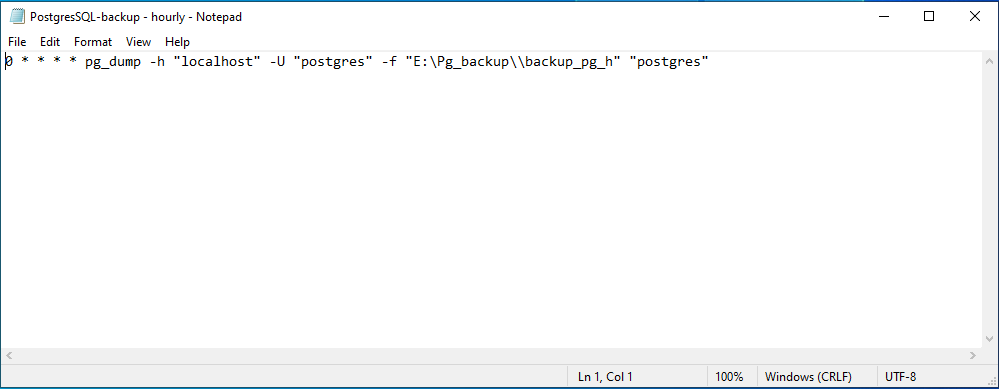 PostgresSQL-backup - hourly - Notepad
File Edit Format View Help
0 * * * * pg_dump -h "localhost" -U "postgres" -f "E:\Pg_backup\\backup_pg_h" "postgres"
Ln 1, Col 1 100% Windows (CRLF) UTF-8